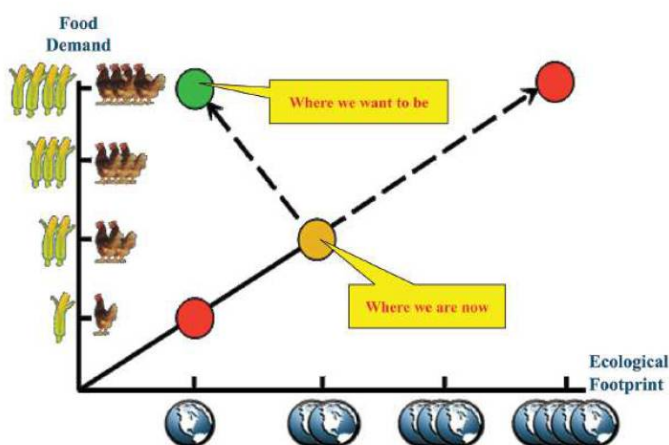 Food
Demand
Where we want to be
Where we are now
Ecological
Footprint